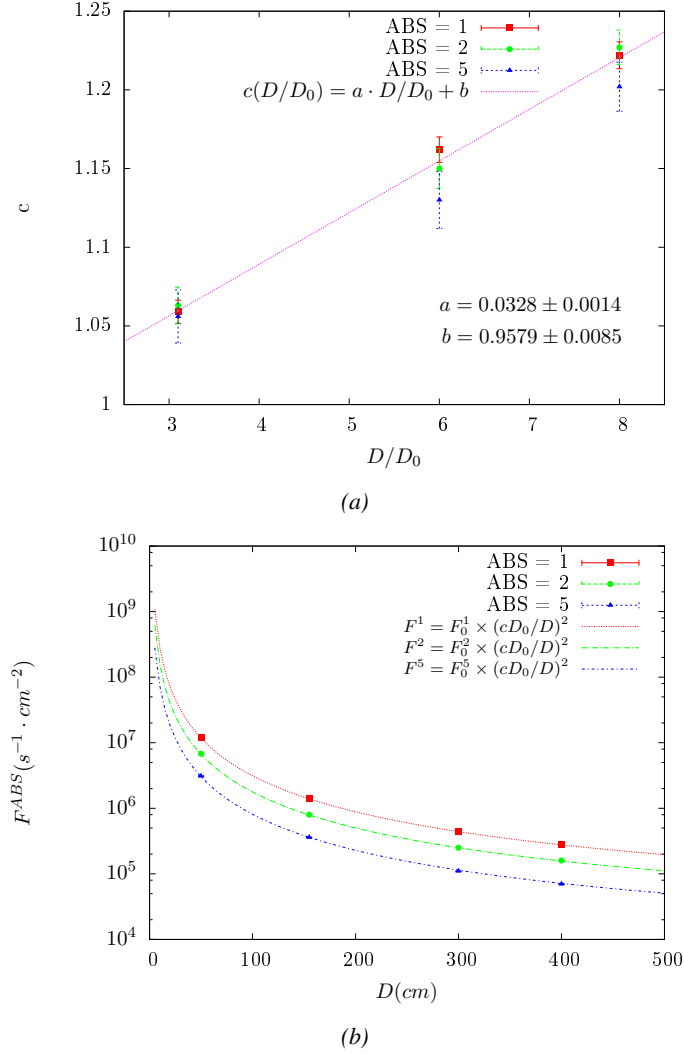 1.25
ABS = 1
ABS = 2
ABS = 5
c(D/D₀) = a · D/D₀ + b
1.2
1.15
c
1.1
a = 0.0328 ± 0.0014
1.05
b = 0.9579 ± 0.0085
1
3 4 5 6 7 8
D/D₀
(a)
10¹⁰
ABS = 1
ABS = 2
ABS = 5
10⁹
F¹ = F₀¹ × (cD₀/D)²
F² = F₀² × (cD₀/D)²
F⁵ = F₀⁵ × (cD₀/D)²
10⁸
F^{ABS}(s⁻¹ · cm⁻²)
10⁷
10⁶
10⁵
10⁴
0 100 200 300 400 500
D(cm)
(b)